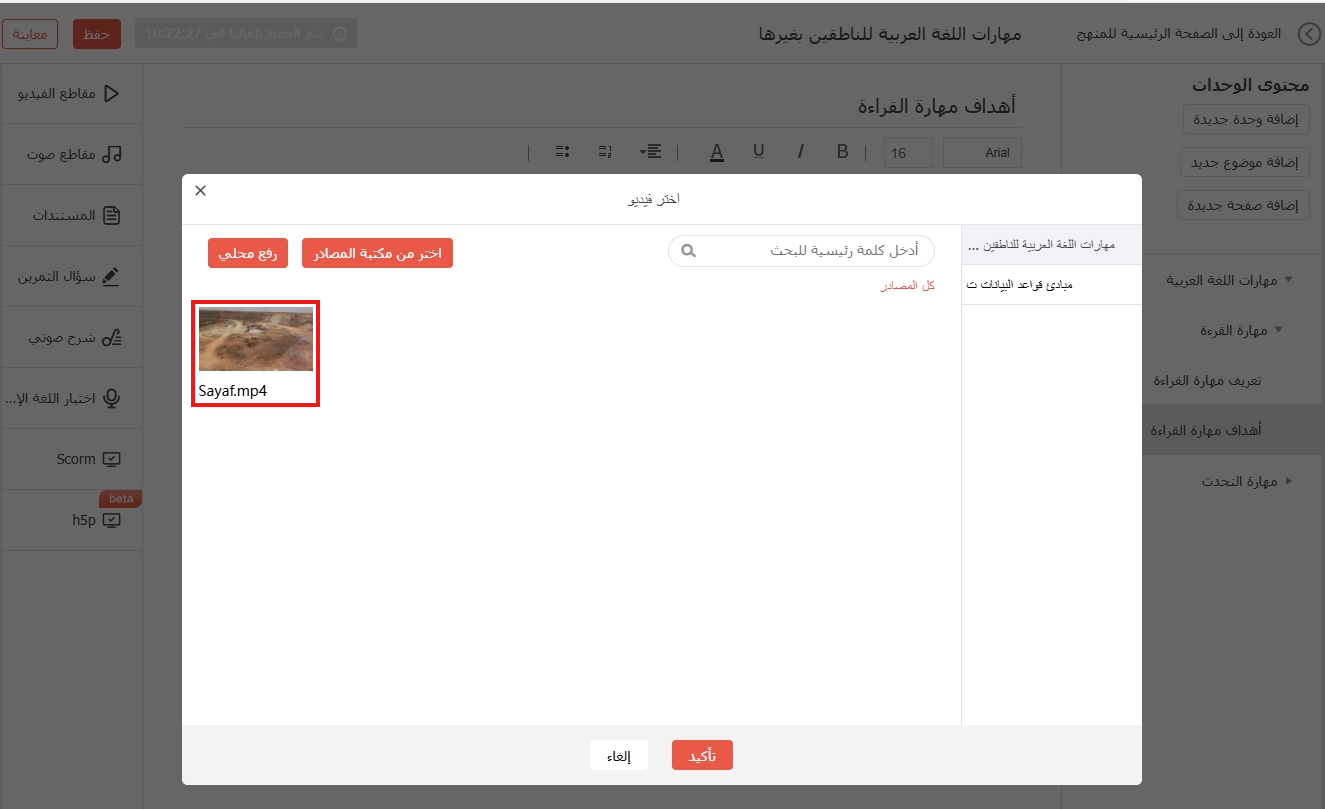 العودة إلى الصفحة الرئيسية للمنهج
مهارات اللغة العربية للناطقين بغيرها
يتم الحفظ تلقائيا في 10:22:27
حفظ
معاينة
محتوى الوحدات
إضافة وحدة جديدة
إضافة موضوع جديد
إضافة صفحة جديدة
مهارات اللغة العربية
مهارة القرءة
تعريف مهارة القراءة
أهداف مهارة القراءة
مهارة التحدث
أهداف مهارة القراءة
Arial
16
B
I
U
A
اختر فيديو
مهارات اللغة العربية للناطقين ...
مبادئ قواعد البيانات ت
أدخل كلمة رئيسية للبحث
اختر من مكتبة المصادر
رفع محلي
كل المصادر
Sayaf.mp4
تأكيد
إلغاء
مقاطع الفيديو
مقاطع صوت
المستندات
سؤال التمرين
شرح صوتي
اختبار اللغة الإ...
Scorm
beta
h5p